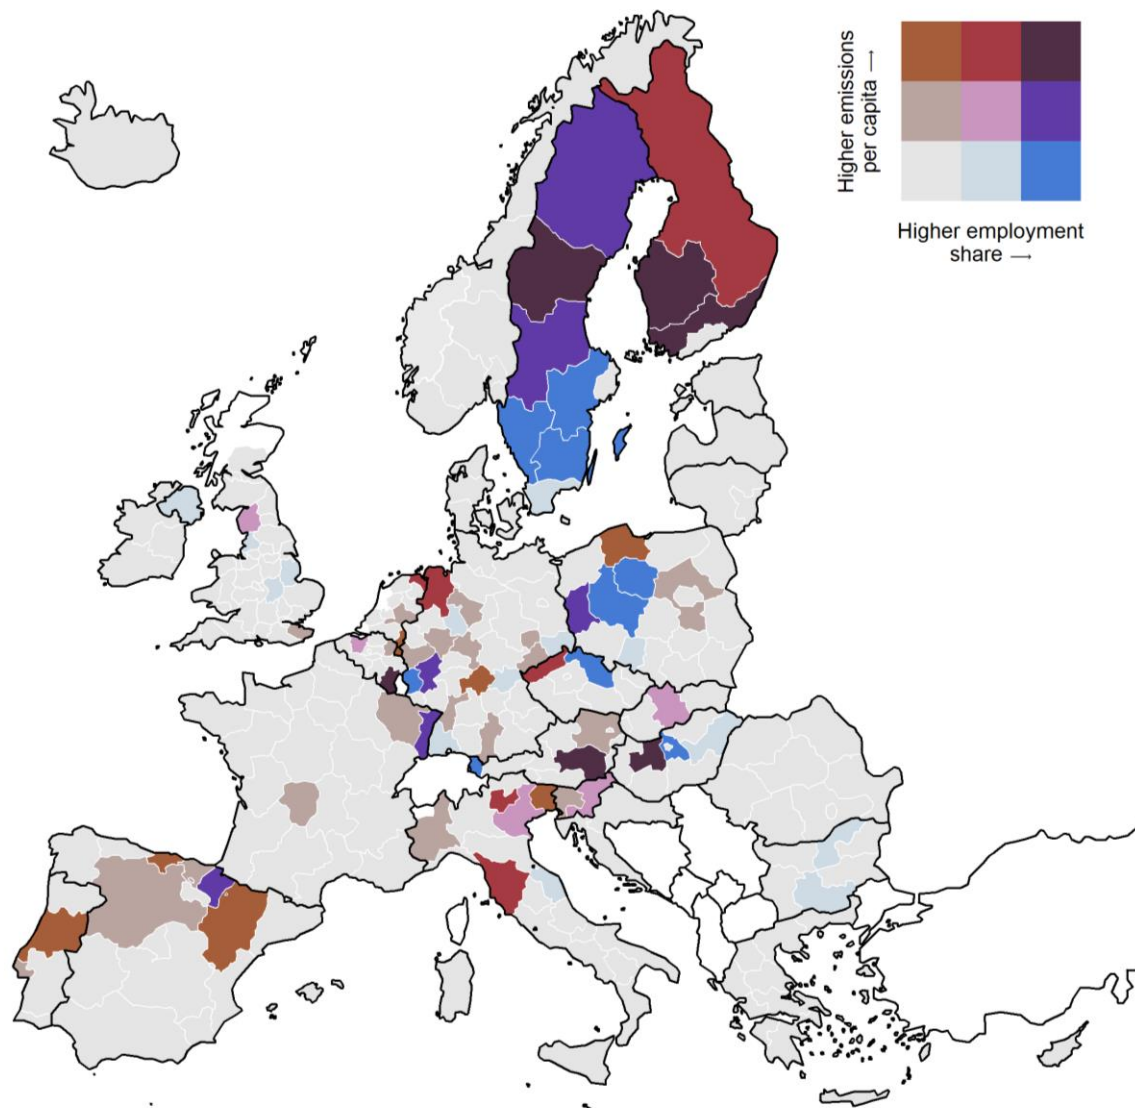 Higher emissions
per capita →
Higher employment
share →